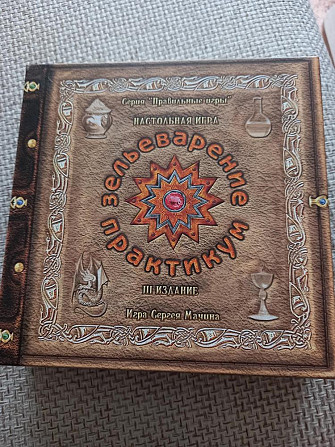 Серия "Правильные игры"
НАСТОЛЬНАЯ ИГРА
зельеварение
практикум
III ИЗДАНИЕ
Игра Сергея Мачина